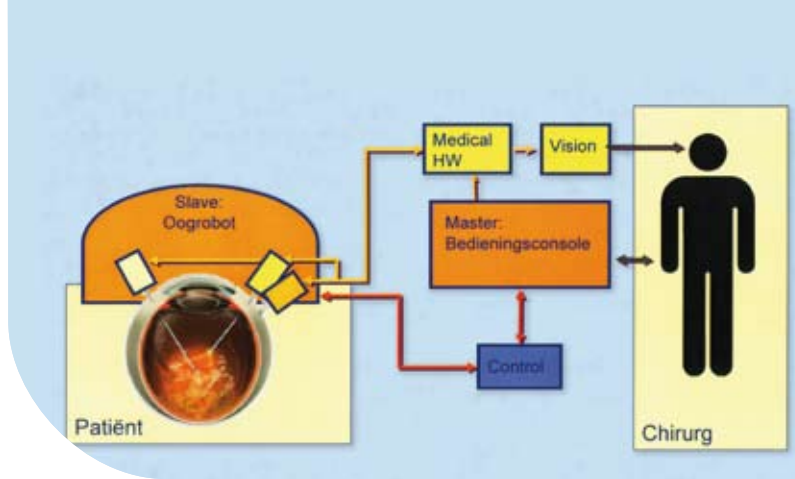 Medical
HW
Vision
Slave:
Oogrobot
Master:
Bedieningsconsole
Control
Patiënt
Chirurg